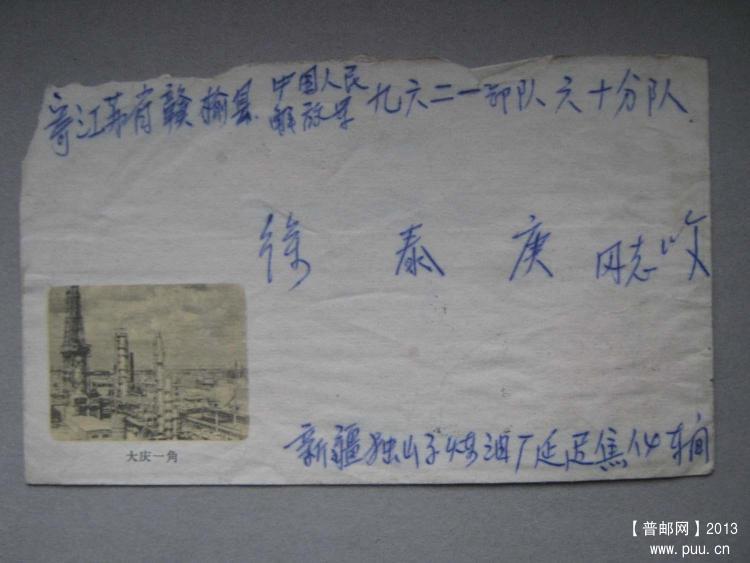 寄江苏省赣榆县 中国人民
解放军 九六二一部队六十分队
徐泰庚 同志收
大庆一角
新疆独山子炼油厂延迟焦化车间
【普邮网】2013
www.puu.cn